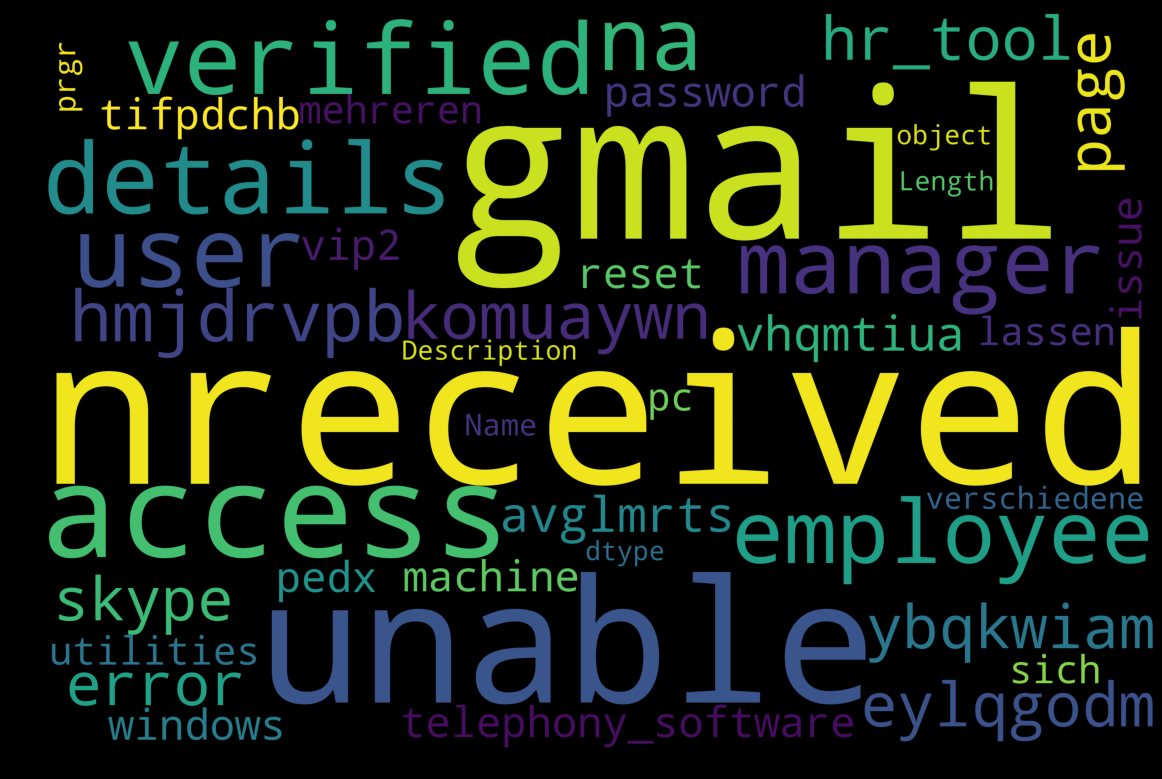 prgr
verified
na
hr_tool
page
tifpdchb
mehreren
password
gmail
object
Length
details
user
vip2
reset
manager
issue
hmjdrvpb
komuaywn
vhqmtiua
lassen
Description
nreceived
pc
Name
access
avglmrts
employee
verschiedene
dtype
skype
pedx
machine
unable
ybqkwiam
utilities
sich
error
eylqgodm
windows
telephony_software